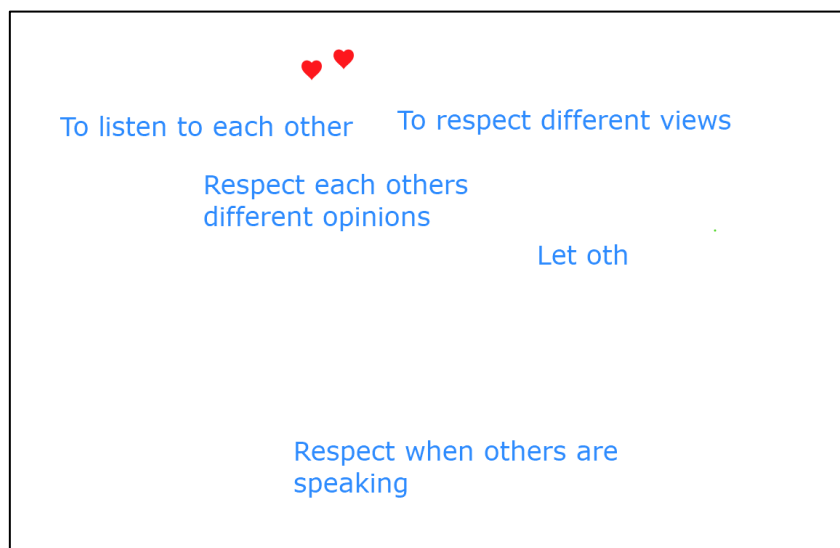 To listen to each other
To respect different views
Respect each others
different opinions
Let oth
Respect when others are
speaking